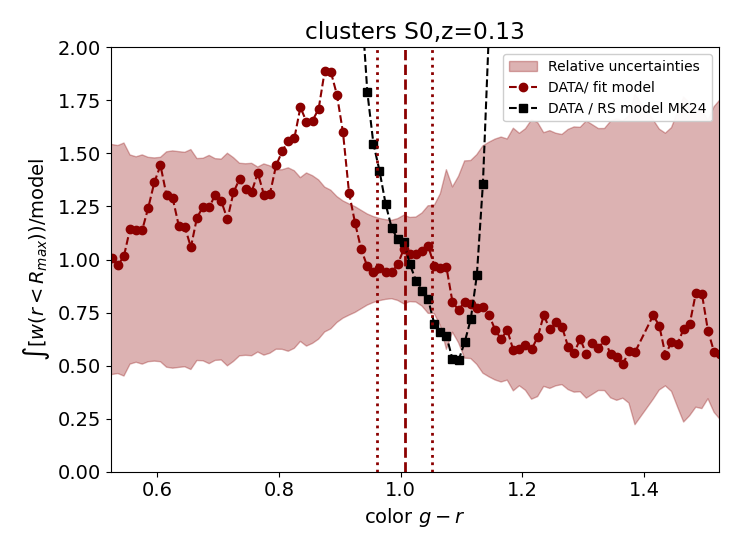 clusters S0,z=0.13
2.00
1.75
1.50
1.25
1.00
0.75
0.50
0.25
0.00
∫[w(r < R_{max}))/model
Relative uncertainties
DATA/ fit model
DATA / RS model MK24
0.6 0.8 1.0 1.2 1.4
color g − r